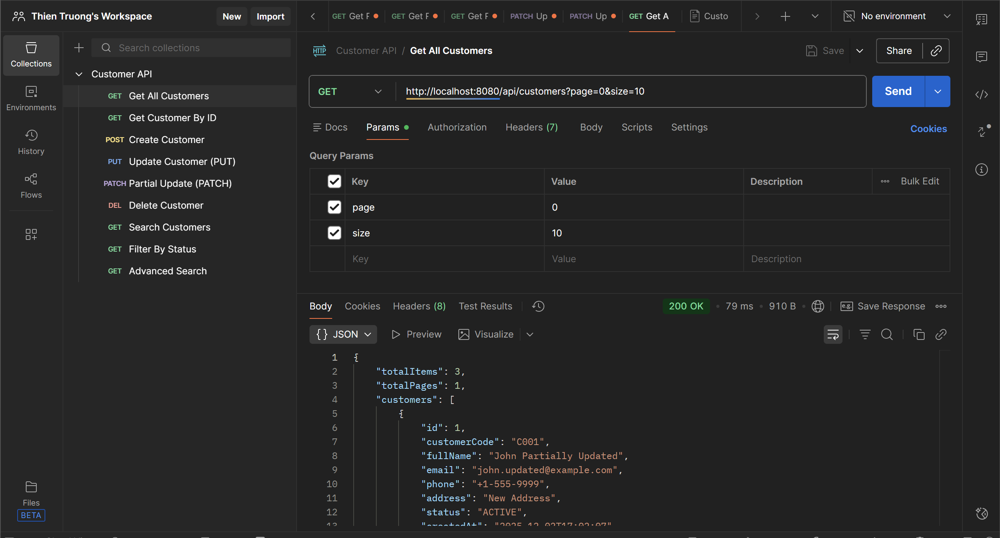 Thien Truong's Workspace
New
Import
GET Get F
GET Get F
GET Get F
PATCH Up
PATCH Up
GET Get A
Custo
No environment
Collections
Environments
History
Flows
Files
BETA
Search collections
Customer API
GET Get All Customers
GET Get Customer By ID
POST Create Customer
PUT Update Customer (PUT)
PATCH Partial Update (PATCH)
DEL Delete Customer
GET Search Customers
GET Filter By Status
GET Advanced Search
HTTP Customer API / Get All Customers
Save
Share
GET http://localhost:8080/api/customers?page=0&size=10
Send
Docs Params Authorization Headers (7) Body Scripts Settings
Cookies
Query Params
Key Value Description Bulk Edit
page 0
size 10
Key Value Description
Body Cookies Headers (8) Test Results
200 OK 79 ms 910 B e.g. Save Response
{} JSON Preview Visualize
1 {
2 "totalItems": 3,
3 "totalPages": 1,
4 "customers": [
5 {
6 "id": 1,
7 "customerCode": "C001",
8 "fullName": "John Partially Updated",
9 "email": "john.updated@example.com",
10 "phone": "+1-555-9999",
11 "address": "New Address",
12 "status": "ACTIVE",
13 "createdAt": "2025-12-02T17:02:07"